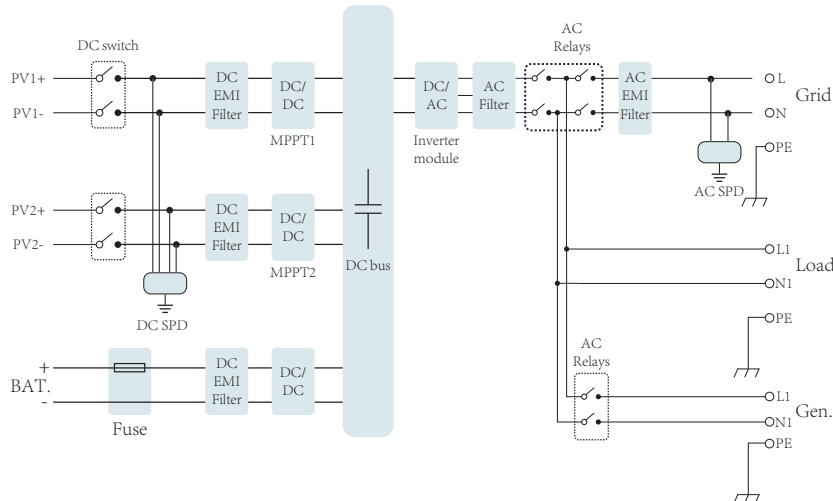 DC switch
PV1+
PV1-
DC
EMI
Filter
DC/
DC
MPPT1
DC/
AC
Inverter
module
AC
Filter
AC
Relays
AC
EMI
Filter
L
N
Grid
PE
AC SPD
PV2+
PV2-
DC
EMI
Filter
DC/
DC
MPPT2
DC bus
DC SPD
L1
N1
Load
PE
+
BAT.
-
Fuse
DC
EMI
Filter
DC/
DC
AC
Relays
L1
N1
Gen.
PE